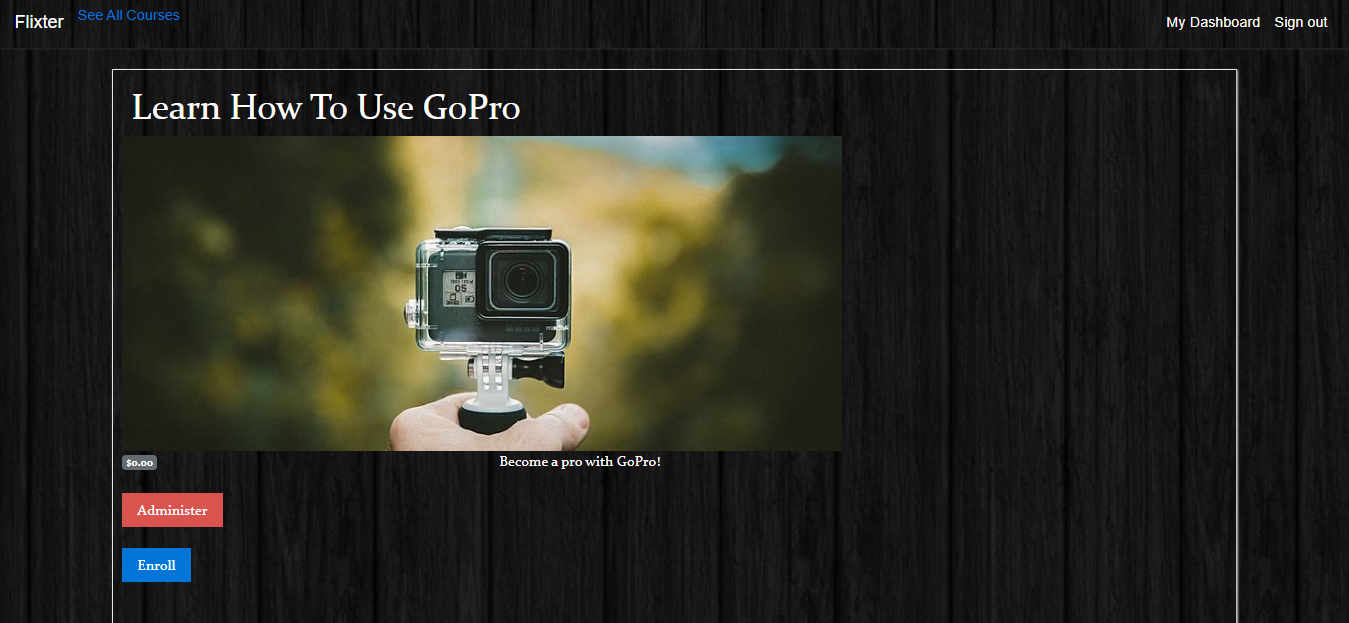 Flixter See All Courses My Dashboard Sign out
Learn How To Use GoPro
05
$0.00 Become a pro with GoPro!
Administer
Enroll